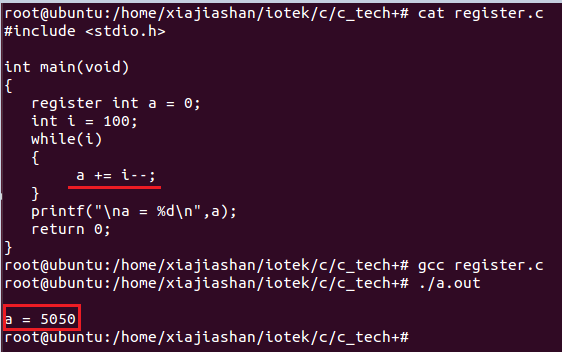 root@ubuntu:/home/xiajiashan/iotek/c/c_tech+# cat register.c
#include <stdio.h>
int main(void)
{
register int a = 0;
int i = 100;
while(i)
{
a += i--;
}
printf("\na = %d\n",a);
return 0;
}
root@ubuntu:/home/xiajiashan/iotek/c/c_tech+# gcc register.c
root@ubuntu:/home/xiajiashan/iotek/c/c_tech+# ./a.out
a = 5050
root@ubuntu:/home/xiajiashan/iotek/c/c_tech+#